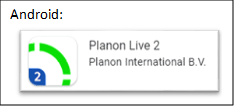 Android:
Planon Live 2
Planon International B.V.
2